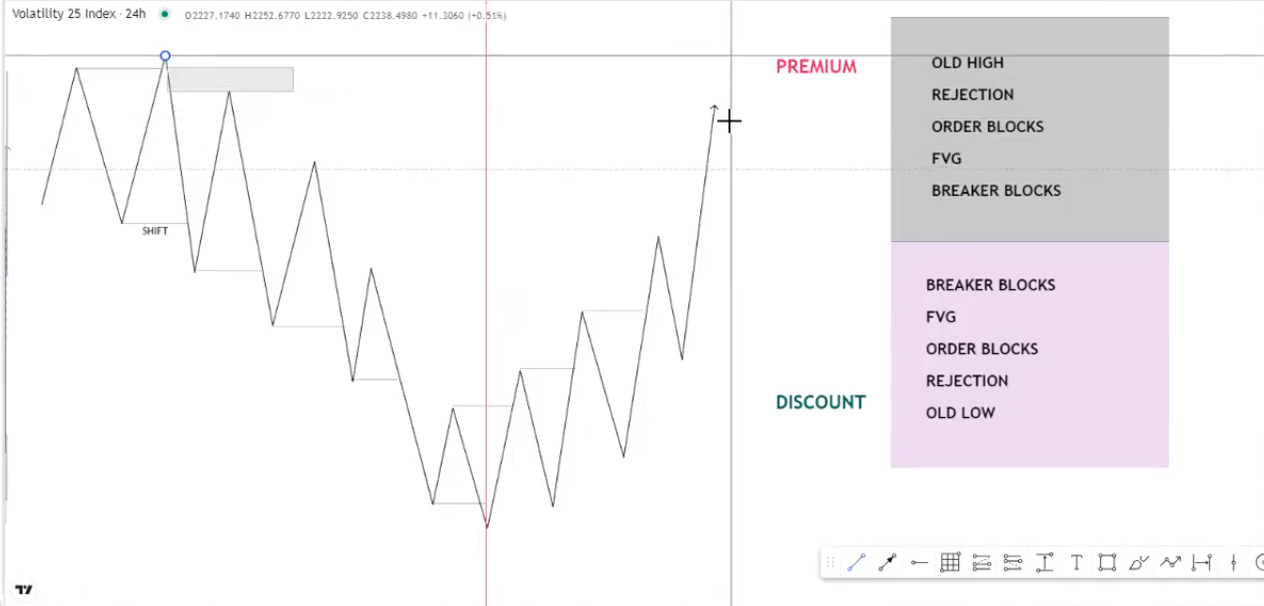 Volatility 25 Index · 24h O2227.1740 H2252.6770 L2222.9250 C2238.4980 +11.3060 (+0.51%)
PREMIUM
OLD HIGH
REJECTION
ORDER BLOCKS
FVG
BREAKER BLOCKS
SHIFT
BREAKER BLOCKS
FVG
ORDER BLOCKS
REJECTION
OLD LOW
DISCOUNT